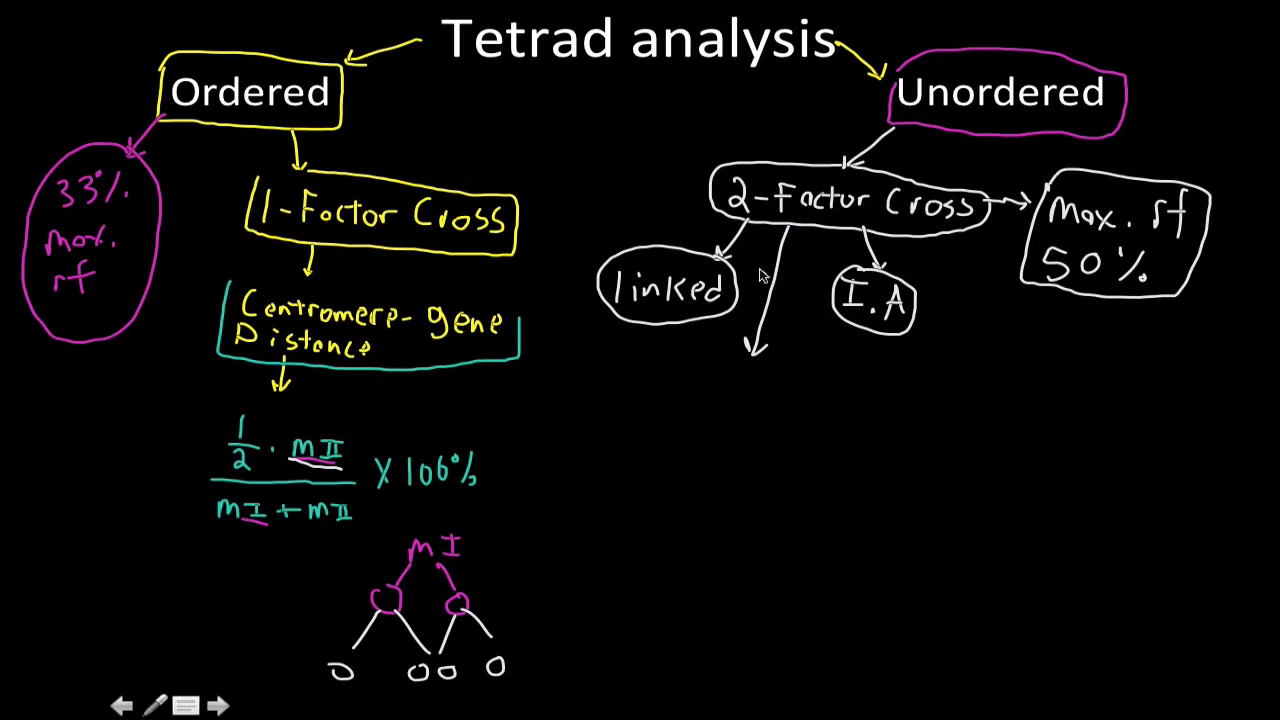 Tetrad analysis
Ordered
Unordered
33%
max.
rf
1-Factor Cross
2-Factor Cross
max. rf
50%
linked
I.A
Centromere-gene
Distance
1/2 · MII
MI + MII
X 100%
MI